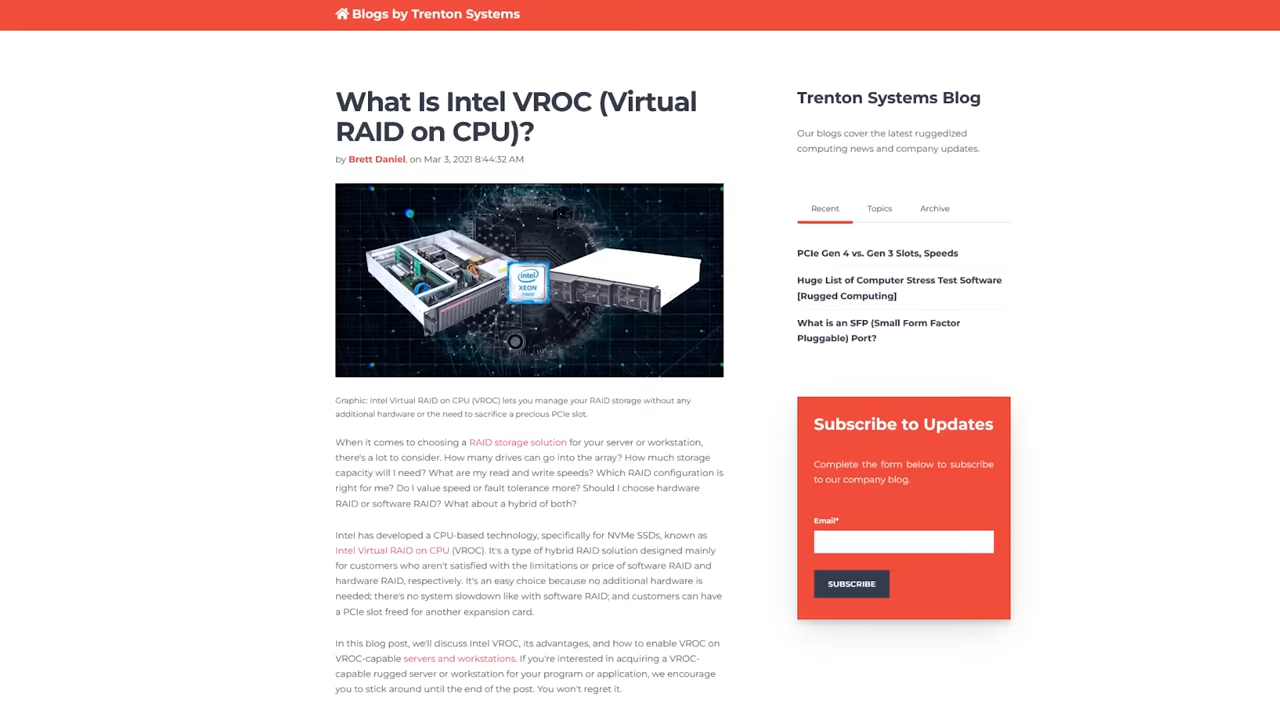 Blogs by Trenton Systems
What Is Intel VROC (Virtual
RAID on CPU)?
by Brett Daniel, on Mar 3, 2021 8:44:32 AM
intel
XEON
Graphic: Intel Virtual RAID on CPU (VROC) lets you manage your RAID storage without any
additional hardware or the need to sacrifice a precious PCIe slot.
When it comes to choosing a RAID storage solution for your server or workstation,
there's a lot to consider. How many drives can go into the array? How much storage
capacity will I need? What are my read and write speeds? Which RAID configuration is
right for me? Do I value speed or fault tolerance more? Should I choose hardware
RAID or software RAID? What about a hybrid of both?
Intel has developed a CPU-based technology, specifically for NVMe SSDs, known as
Intel Virtual RAID on CPU (VROC). It's a type of hybrid RAID solution designed mainly
for customers who aren't satisfied with the limitations or price of software RAID and
hardware RAID, respectively. It's an easy choice because no additional hardware is
needed; there's no system slowdown like with software RAID; and customers can have
a PCIe slot freed for another expansion card.
In this blog post, we'll discuss Intel VROC, its advantages, and how to enable VROC on
VROC-capable servers and workstations. If you're interested in acquiring a VROC-
capable rugged server or workstation for your program or application, we encourage
you to stick around until the end of the post. You won't regret it.
Trenton Systems Blog
Our blogs cover the latest ruggedized
computing news and company updates.
Recent Topics Archive
PCIe Gen 4 vs. Gen 3 Slots, Speeds
Huge List of Computer Stress Test Software
[Rugged Computing]
What is an SFP (Small Form Factor
Pluggable) Port?
Subscribe to Updates
Complete the form below to subscribe
to our company blog.
Email*
SUBSCRIBE